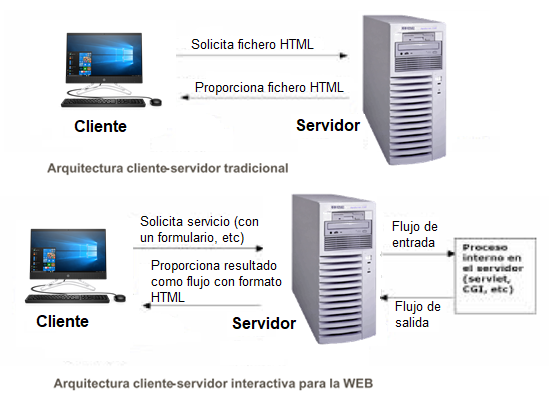 Solicita fichero HTML
Proporciona fichero HTML
Cliente
Servidor
Arquitectura cliente-servidor tradicional
Solicita servicio (con
un formulario, etc)
Proporciona resultado
como flujo con formato
HTML
Cliente
Servidor
Flujo de
entrada
Proceso
interno en
el servidor
(servlet,
CGI, etc)
Flujo de
salida
Arquitectura cliente-servidor interactiva para la WEB